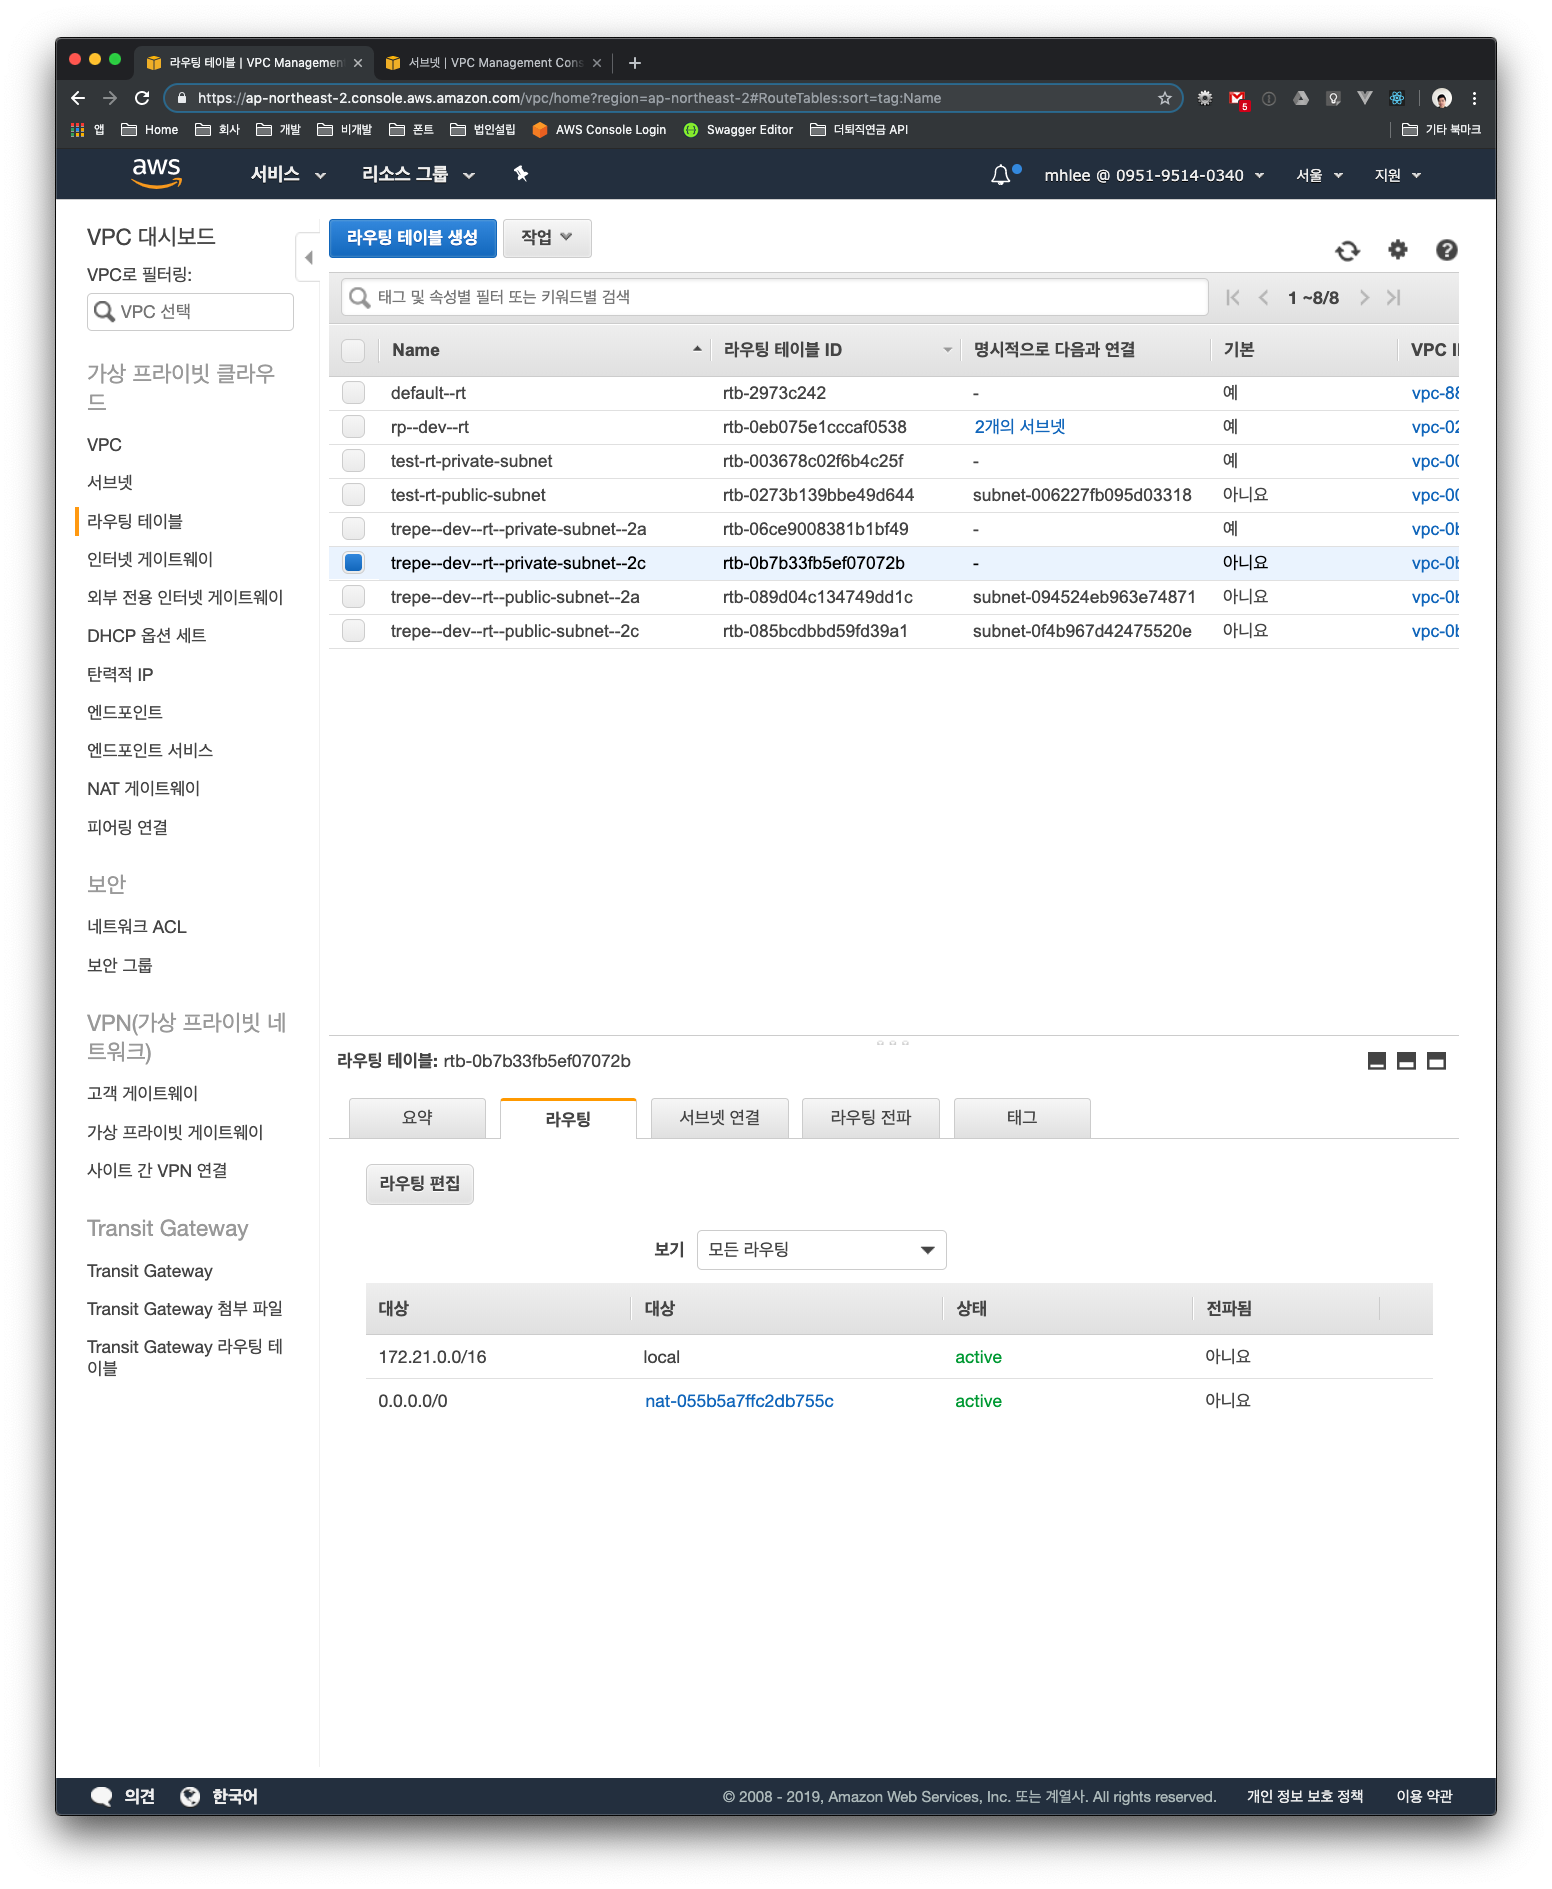 라우팅 테이블 | VPC Managemen
서브넷 | VPC Management Cons
https://ap-northeast-2.console.aws.amazon.com/vpc/home?region=ap-northeast-2#RouteTables:sort=tag:Name
5
앱 Home 회사 개발 비개발 폰트 법인설립 AWS Console Login Swagger Editor 더퇴직연금 API 기타 북마크
aws 서비스 리소스 그룹 mhlee @ 0951-9514-0340 서울 지원
VPC 대시보드
VPC로 필터링:
VPC 선택
가상 프라이빗 클라우
드
VPC
서브넷
라우팅 테이블
인터넷 게이트웨이
외부 전용 인터넷 게이트웨이
DHCP 옵션 세트
탄력적 IP
엔드포인트
엔드포인트 서비스
NAT 게이트웨이
피어링 연결
보안
네트워크 ACL
보안 그룹
VPN(가상 프라이빗 네
트워크)
고객 게이트웨이
가상 프라이빗 게이트웨이
사이트 간 VPN 연결
Transit Gateway
Transit Gateway
Transit Gateway 첨부 파일
Transit Gateway 라우팅 테
이블
라우팅 테이블 생성 작업
태그 및 속성별 필터 또는 키워드별 검색
1 ~8/8
Name 라우팅 테이블 ID 명시적으로 다음과 연결 기본 VPC I
default--rt rtb-2973c242 - 예 vpc-88
rp--dev--rt rtb-0eb075e1cccaf0538 2개의 서브넷 예 vpc-02
test-rt-private-subnet rtb-003678c02f6b4c25f - 예 vpc-00
test-rt-public-subnet rtb-0273b139bbe49d644 subnet-006227fb095d03318 아니요 vpc-00
trepe--dev--rt--private-subnet--2a rtb-06ce9008381b1bf49 - 예 vpc-0b
trepe--dev--rt--private-subnet--2c rtb-0b7b33fb5ef07072b - 아니요 vpc-0b
trepe--dev--rt--public-subnet--2a rtb-089d04c134749dd1c subnet-094524eb963e74871 아니요 vpc-0b
trepe--dev--rt--public-subnet--2c rtb-085bcdbbd59fd39a1 subnet-0f4b967d42475520e 아니요 vpc-0b
라우팅 테이블: rtb-0b7b33fb5ef07072b
요약 라우팅 서브넷 연결 라우팅 전파 태그
라우팅 편집
보기 모든 라우팅
대상 대상 상태 전파됨
172.21.0.0/16 local active 아니요
0.0.0.0/0 nat-055b5a7ffc2db755c active 아니요
의견 한국어 © 2008 - 2019, Amazon Web Services, Inc. 또는 계열사. All rights reserved. 개인 정보 보호 정책 이용 약관